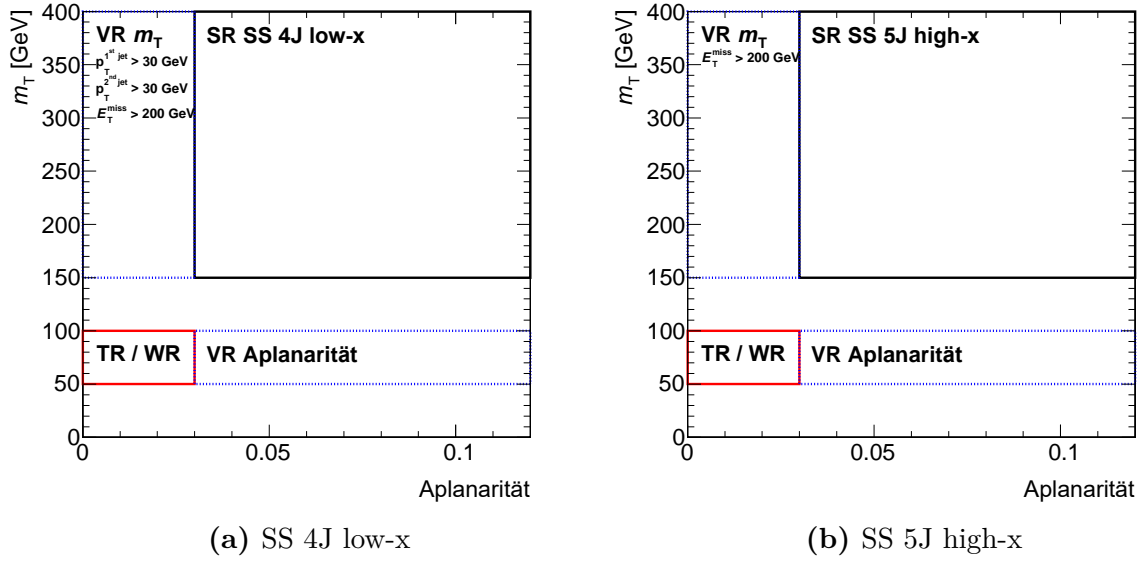 m_T [GeV]
400
350
300
250
200
150
100
50
0
VR m_T
p_T^{1^{st} jet} > 30 GeV
p_T^{2^{nd} jet} > 30 GeV
E_T^{miss} > 200 GeV
SR SS 4J low-x
TR / WR
VR Aplanarität
0
0.05
0.1
Aplanarität
(a) SS 4J low-x
m_T [GeV]
400
350
300
250
200
150
100
50
0
VR m_T
E_T^{miss} > 200 GeV
SR SS 5J high-x
TR / WR
VR Aplanarität
0
0.05
0.1
Aplanarität
(b) SS 5J high-x